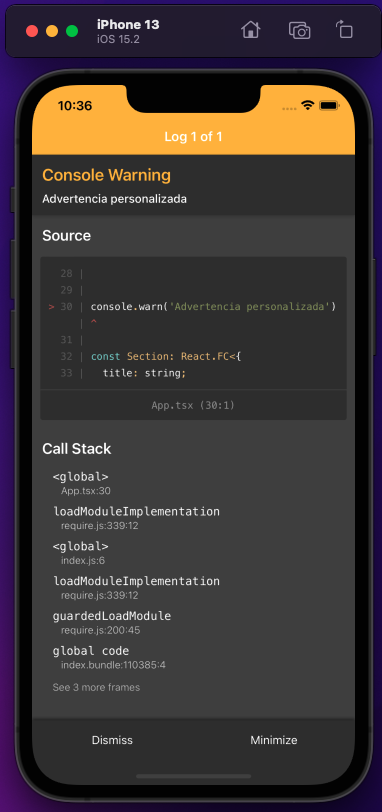 iPhone 13
iOS 15.2
10:36
Log 1 of 1
Console Warning
Advertencia personalizada
Source
28 |
29 |
> 30 | console.warn('Advertencia personalizada')
| ^
31 |
32 | const Section: React.FC<{
33 |   title: string;
App.tsx (30:1)
Call Stack
<global>
App.tsx:30
loadModuleImplementation
require.js:339:12
<global>
index.js:6
loadModuleImplementation
require.js:339:12
guardedLoadModule
require.js:200:45
global code
index.bundle:110385:4
See 3 more frames
Dismiss Minimize